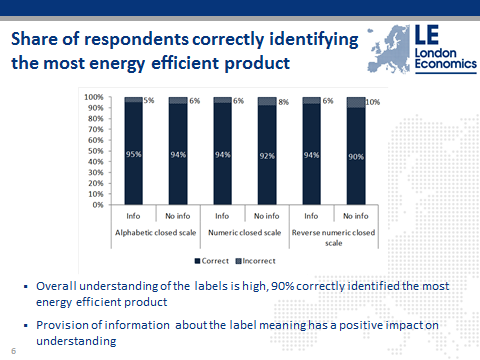 Share of respondents correctly identifying
the most energy efficient product
LE
London
Economics
100%
90%
80%
70%
60%
50%
40%
30%
20%
10%
0%
5%
6%
6%
8%
6%
10%
95%
94%
94%
92%
94%
90%
Info
No info
Info
No info
Info
No info
Alphabetic closed scale
Numeric closed scale
Reverse numeric closed
scale
Correct
Incorrect
Overall understanding of the labels is high, 90% correctly identified the most
energy efficient product
Provision of information about the label meaning has a positive impact on
understanding
6